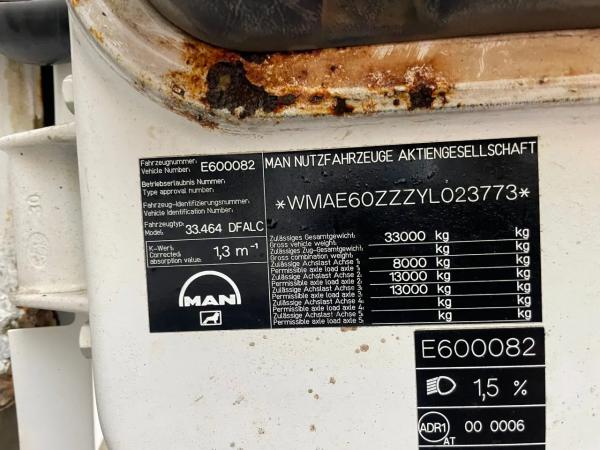 Fahrzeugnummer:
Vehicle Number: E600082
Betriebserlaubnis Nummer:
Type approval number:
Fahrzeug-Identifizierungsnummer:
Vehicle Identification Number:
Fahrzeugtyp:
Model: 33.464 DFALC
K-Wert:
Corrected 1,3 m⁻¹
absorption value:
MAN
MAN NUTZFAHRZEUGE AKTIENGESELLSCHAFT
*WMAE60ZZZYL023773*
Zulässiges Gesamtgewicht: 33000 kg
Gross vehicle weight: kg
Zulässiges Zug-Gesamtgewicht: kg
Gross combination weight: kg
Zulässige Achslast Achse 1: 8000 kg
Permissible axle load axle 1: kg
Zulässige Achslast Achse 2: 13000 kg
Permissible axle load axle 2: kg
Zulässige Achslast Achse 3: 13000 kg
Permissible axle load axle 3: kg
Zulässige Achslast Achse 4: kg
Permissible axle load axle 4: kg
Zulässige Achslast Achse 5: kg
Permissible axle load axle 5: kg
E600082
1,5 %
ADR1 00 0006
AT